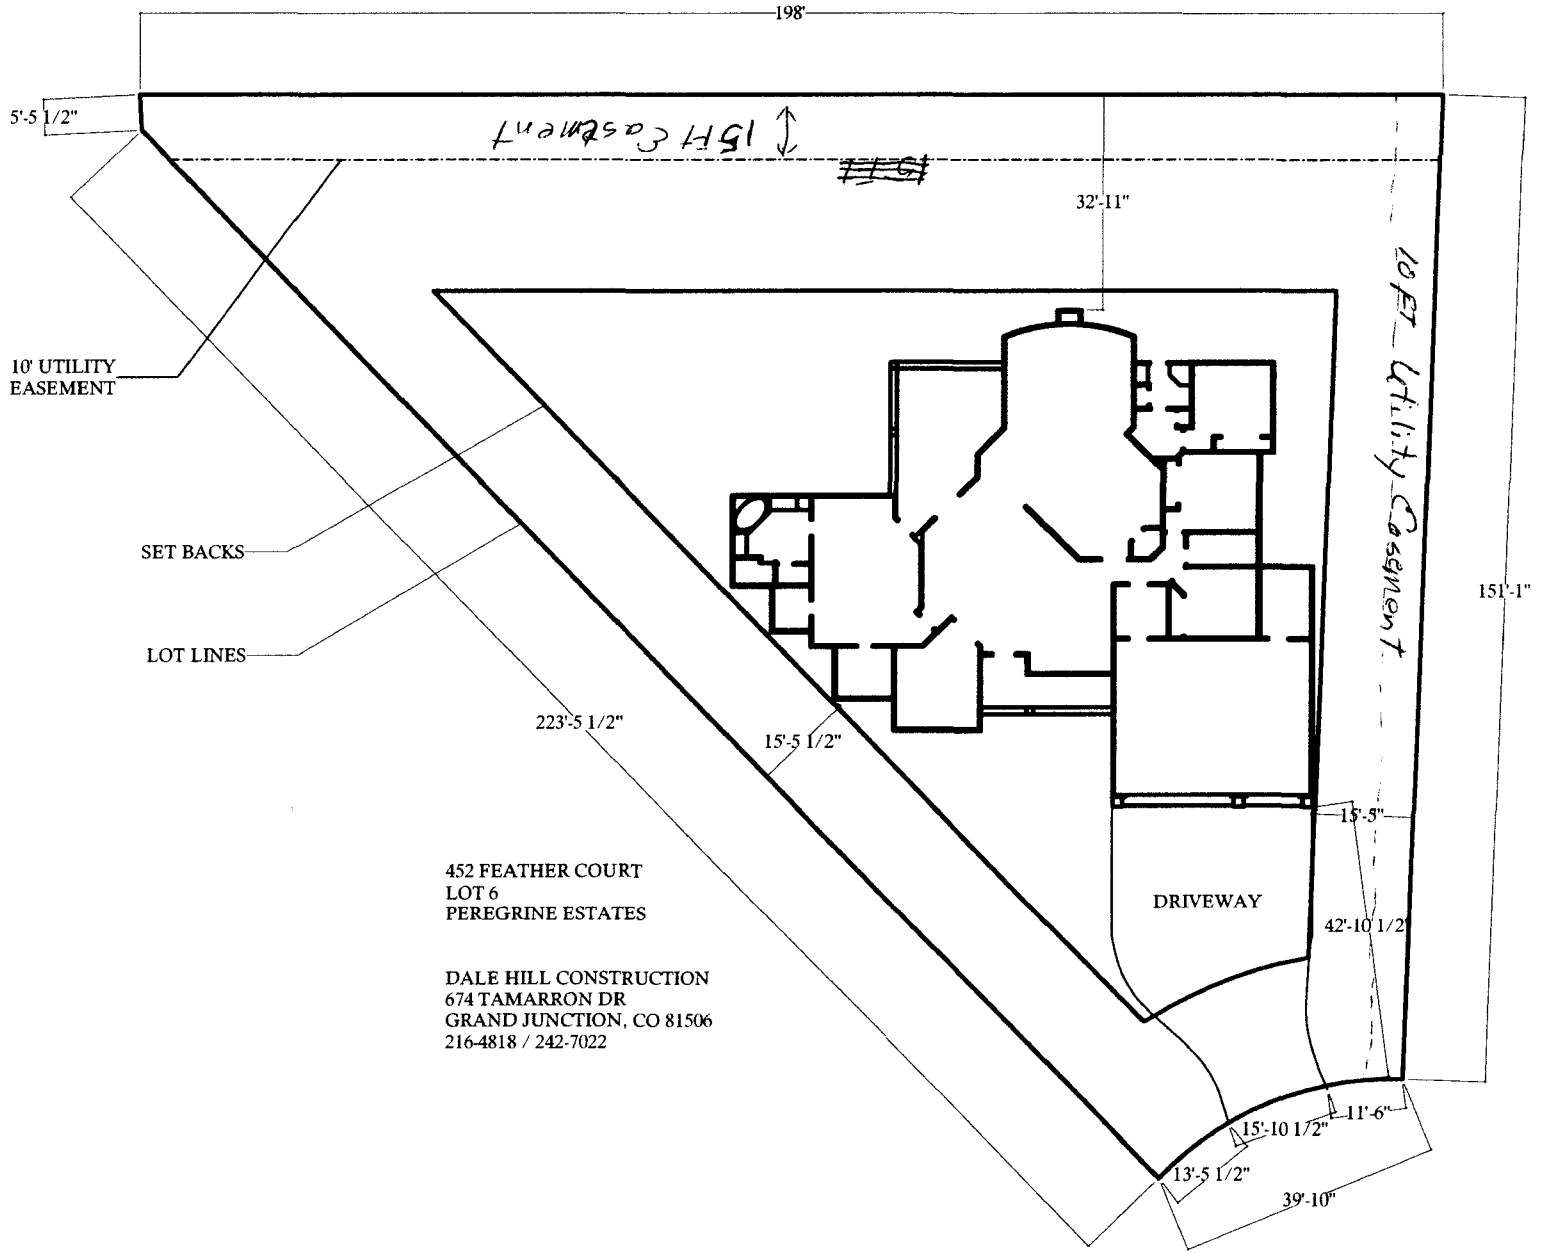 198'
5'-5 1/2"
15 Ft Easment
32'-11"
10 FT Utility Easement
10' UTILITY
EASEMENT
SET BACKS
151'-1"
LOT LINES
223'-5 1/2"
15'-5 1/2"
15'-5"
452 FEATHER COURT
LOT 6
PEREGRINE ESTATES
DRIVEWAY
42'-10 1/2"
DALE HILL CONSTRUCTION
674 TAMARRON DR
GRAND JUNCTION, CO 81506
216-4818 / 242-7022
11'-6"
15'-10 1/2"
13'-5 1/2"
39'-10"